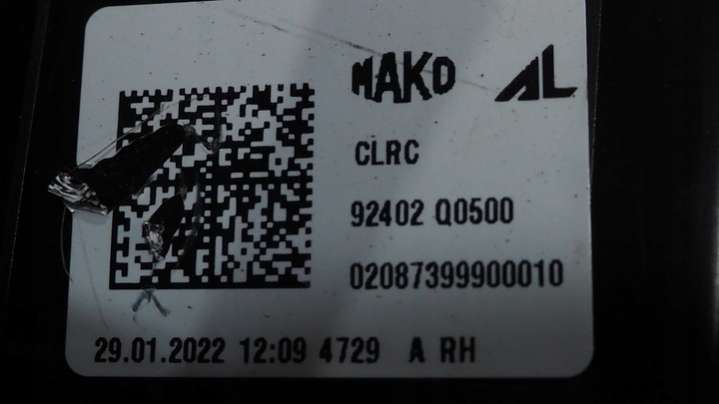 MAKO AL
CLRC
92402 Q0500
02087399900010
29.01.2022 12:09 4729 A RH